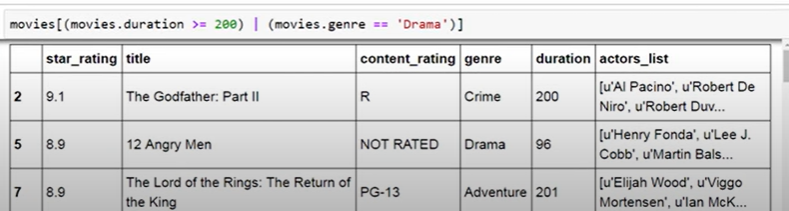 movies[(movies.duration >= 200) | (movies.genre == 'Drama')]
star_rating title content_rating genre duration actors_list
2 9.1 The Godfather: Part II R Crime 200 [u'Al Pacino', u'Robert De
Niro', u'Robert Duv...
5 8.9 12 Angry Men NOT RATED Drama 96 [u'Henry Fonda', u'Lee J.
Cobb', u'Martin Bals...
7 8.9 The Lord of the Rings: The Return of
the King PG-13 Adventure 201 [u'Elijah Wood', u'Viggo
Mortensen', u'Ian McK...